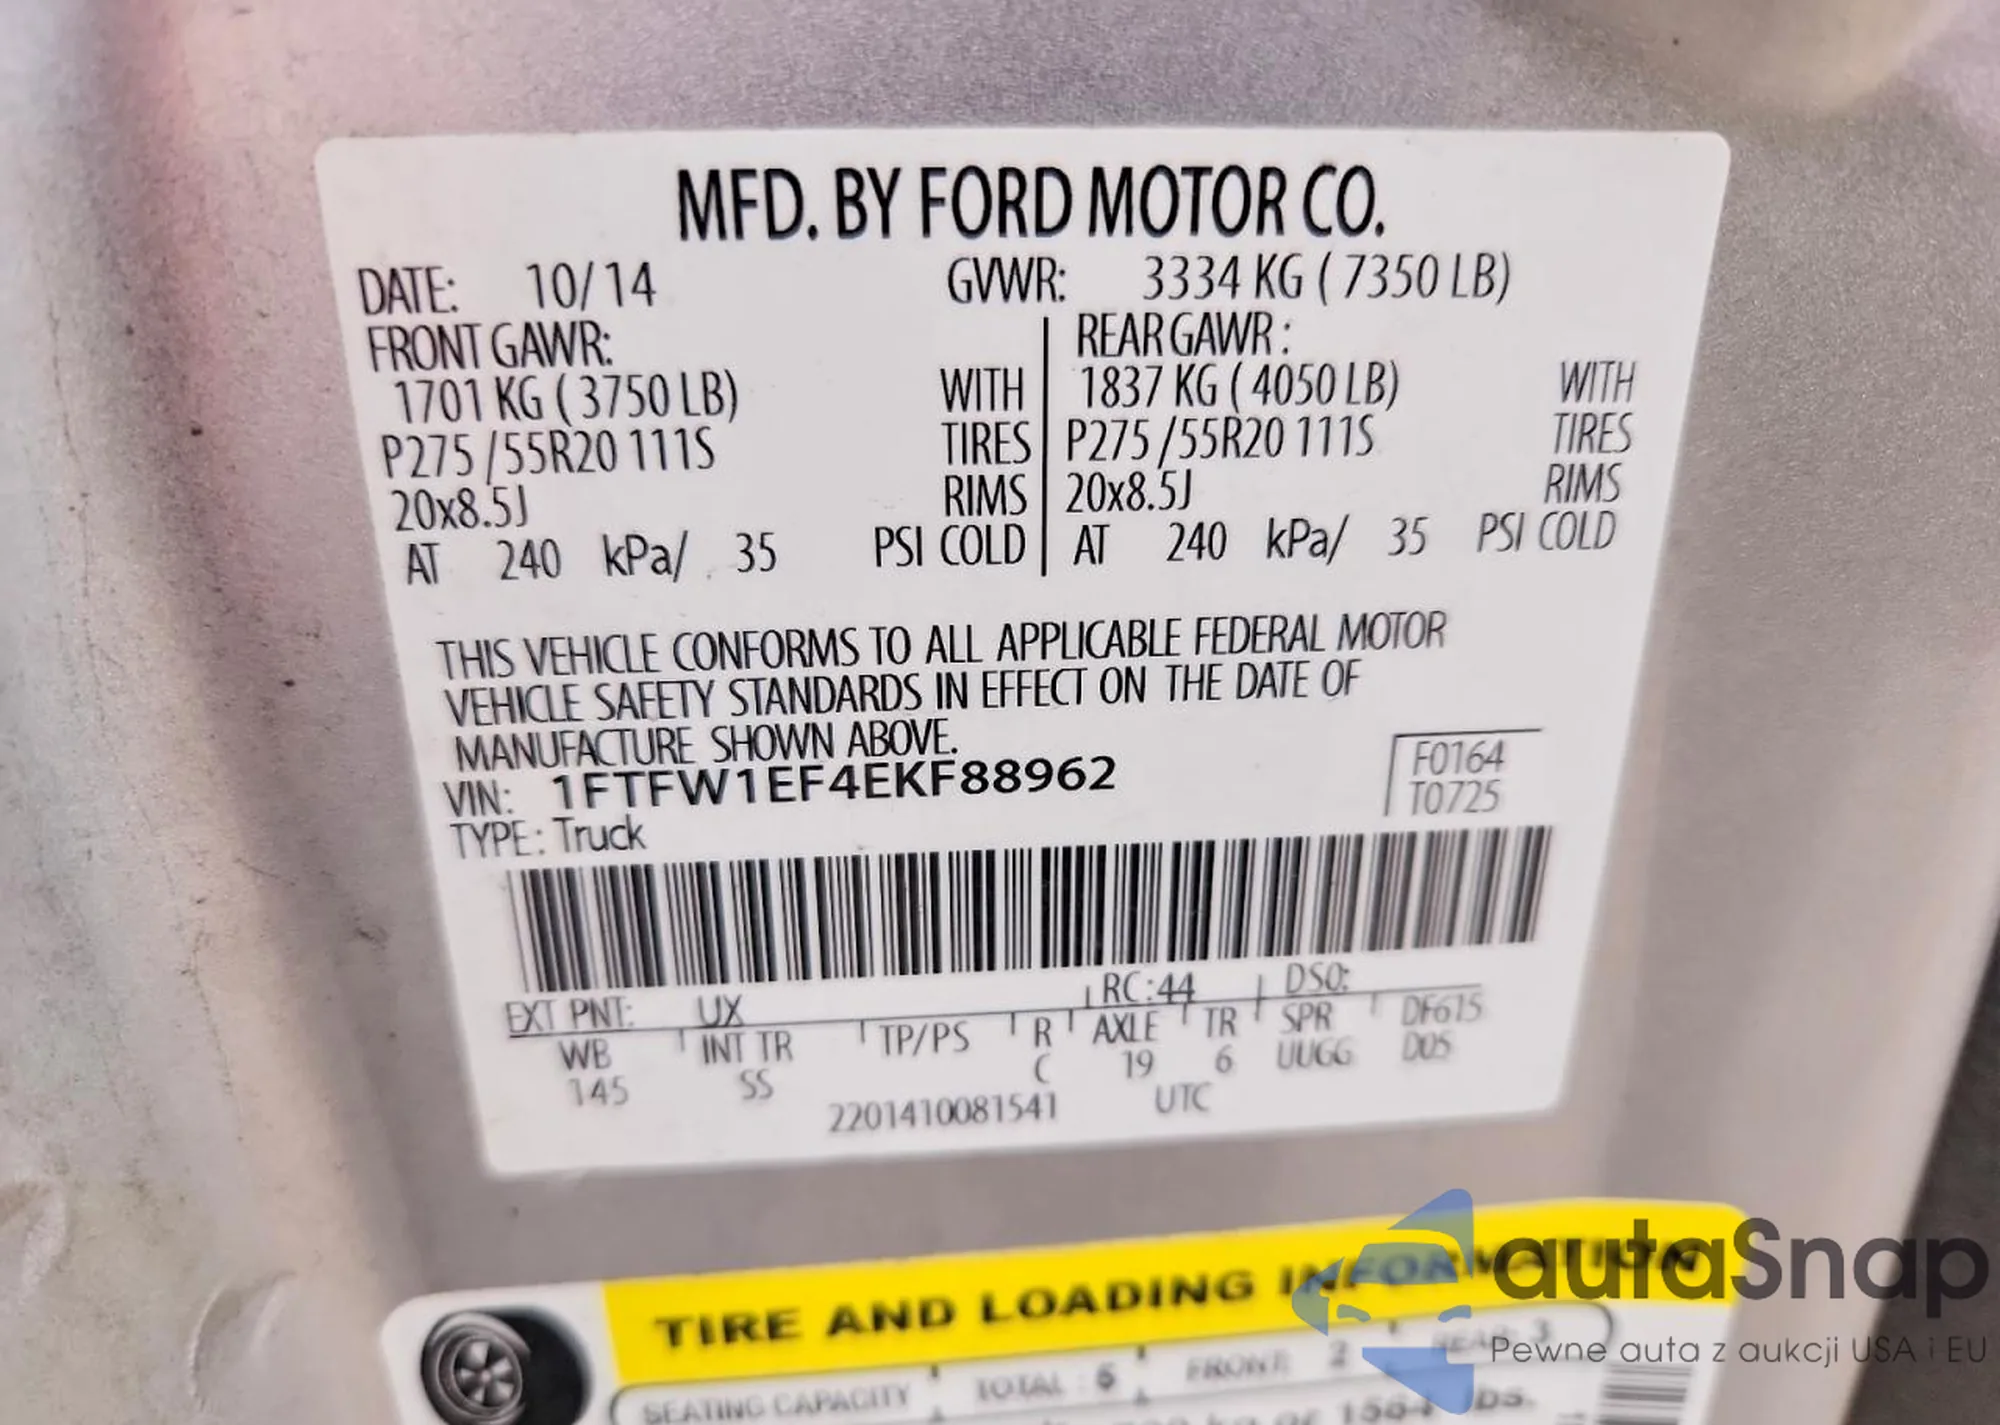 MFD. BY FORD MOTOR CO.
DATE: 10/14 GVWR: 3334 KG (7350 LB)
FRONT GAWR: REAR GAWR:
1701 KG (3750 LB) WITH 1837 KG (4050 LB) WITH
P275/55R20 111S TIRES P275/55R20 111S TIRES
20x8.5J RIMS 20x8.5J RIMS
AT 240 kPa/ 35 PSI COLD AT 240 kPa/ 35 PSI COLD
THIS VEHICLE CONFORMS TO ALL APPLICABLE FEDERAL MOTOR
VEHICLE SAFETY STANDARDS IN EFFECT ON THE DATE OF
MANUFACTURE SHOWN ABOVE.
VIN: 1FTFW1EF4EKF88962
F0164
T0725
TYPE: Truck
EXT PNT: UX RC:44 DSO:
WB INT TR TP/PS R AXLE TR SPR DF615
145 SS C 19 6 UUGG D05
2201410081541 UTC
TIRE AND LOADING INFORMATION
SEATING CAPACITY TOTAL : 5 FRONT: 2 REAR: 3
lbs.
autaSnap
Pewne auta z aukcji USA i EU